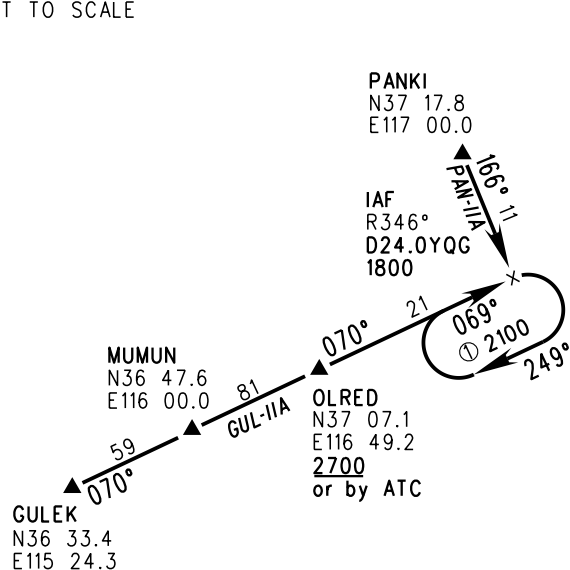 T TO SCALE
PANKI
N37 17.8
E117 00.0
166° 11
PAN-11A
IAF
R346°
D24.0YQG
1800
21
070°
069°
① 2100
249°
MUMUN
N36 47.6
E116 00.0
81
GUL-11A
OLRED
N37 07.1
E116 49.2
2700
or by ATC
59
070°
GULEK
N36 33.4
E115 24.3